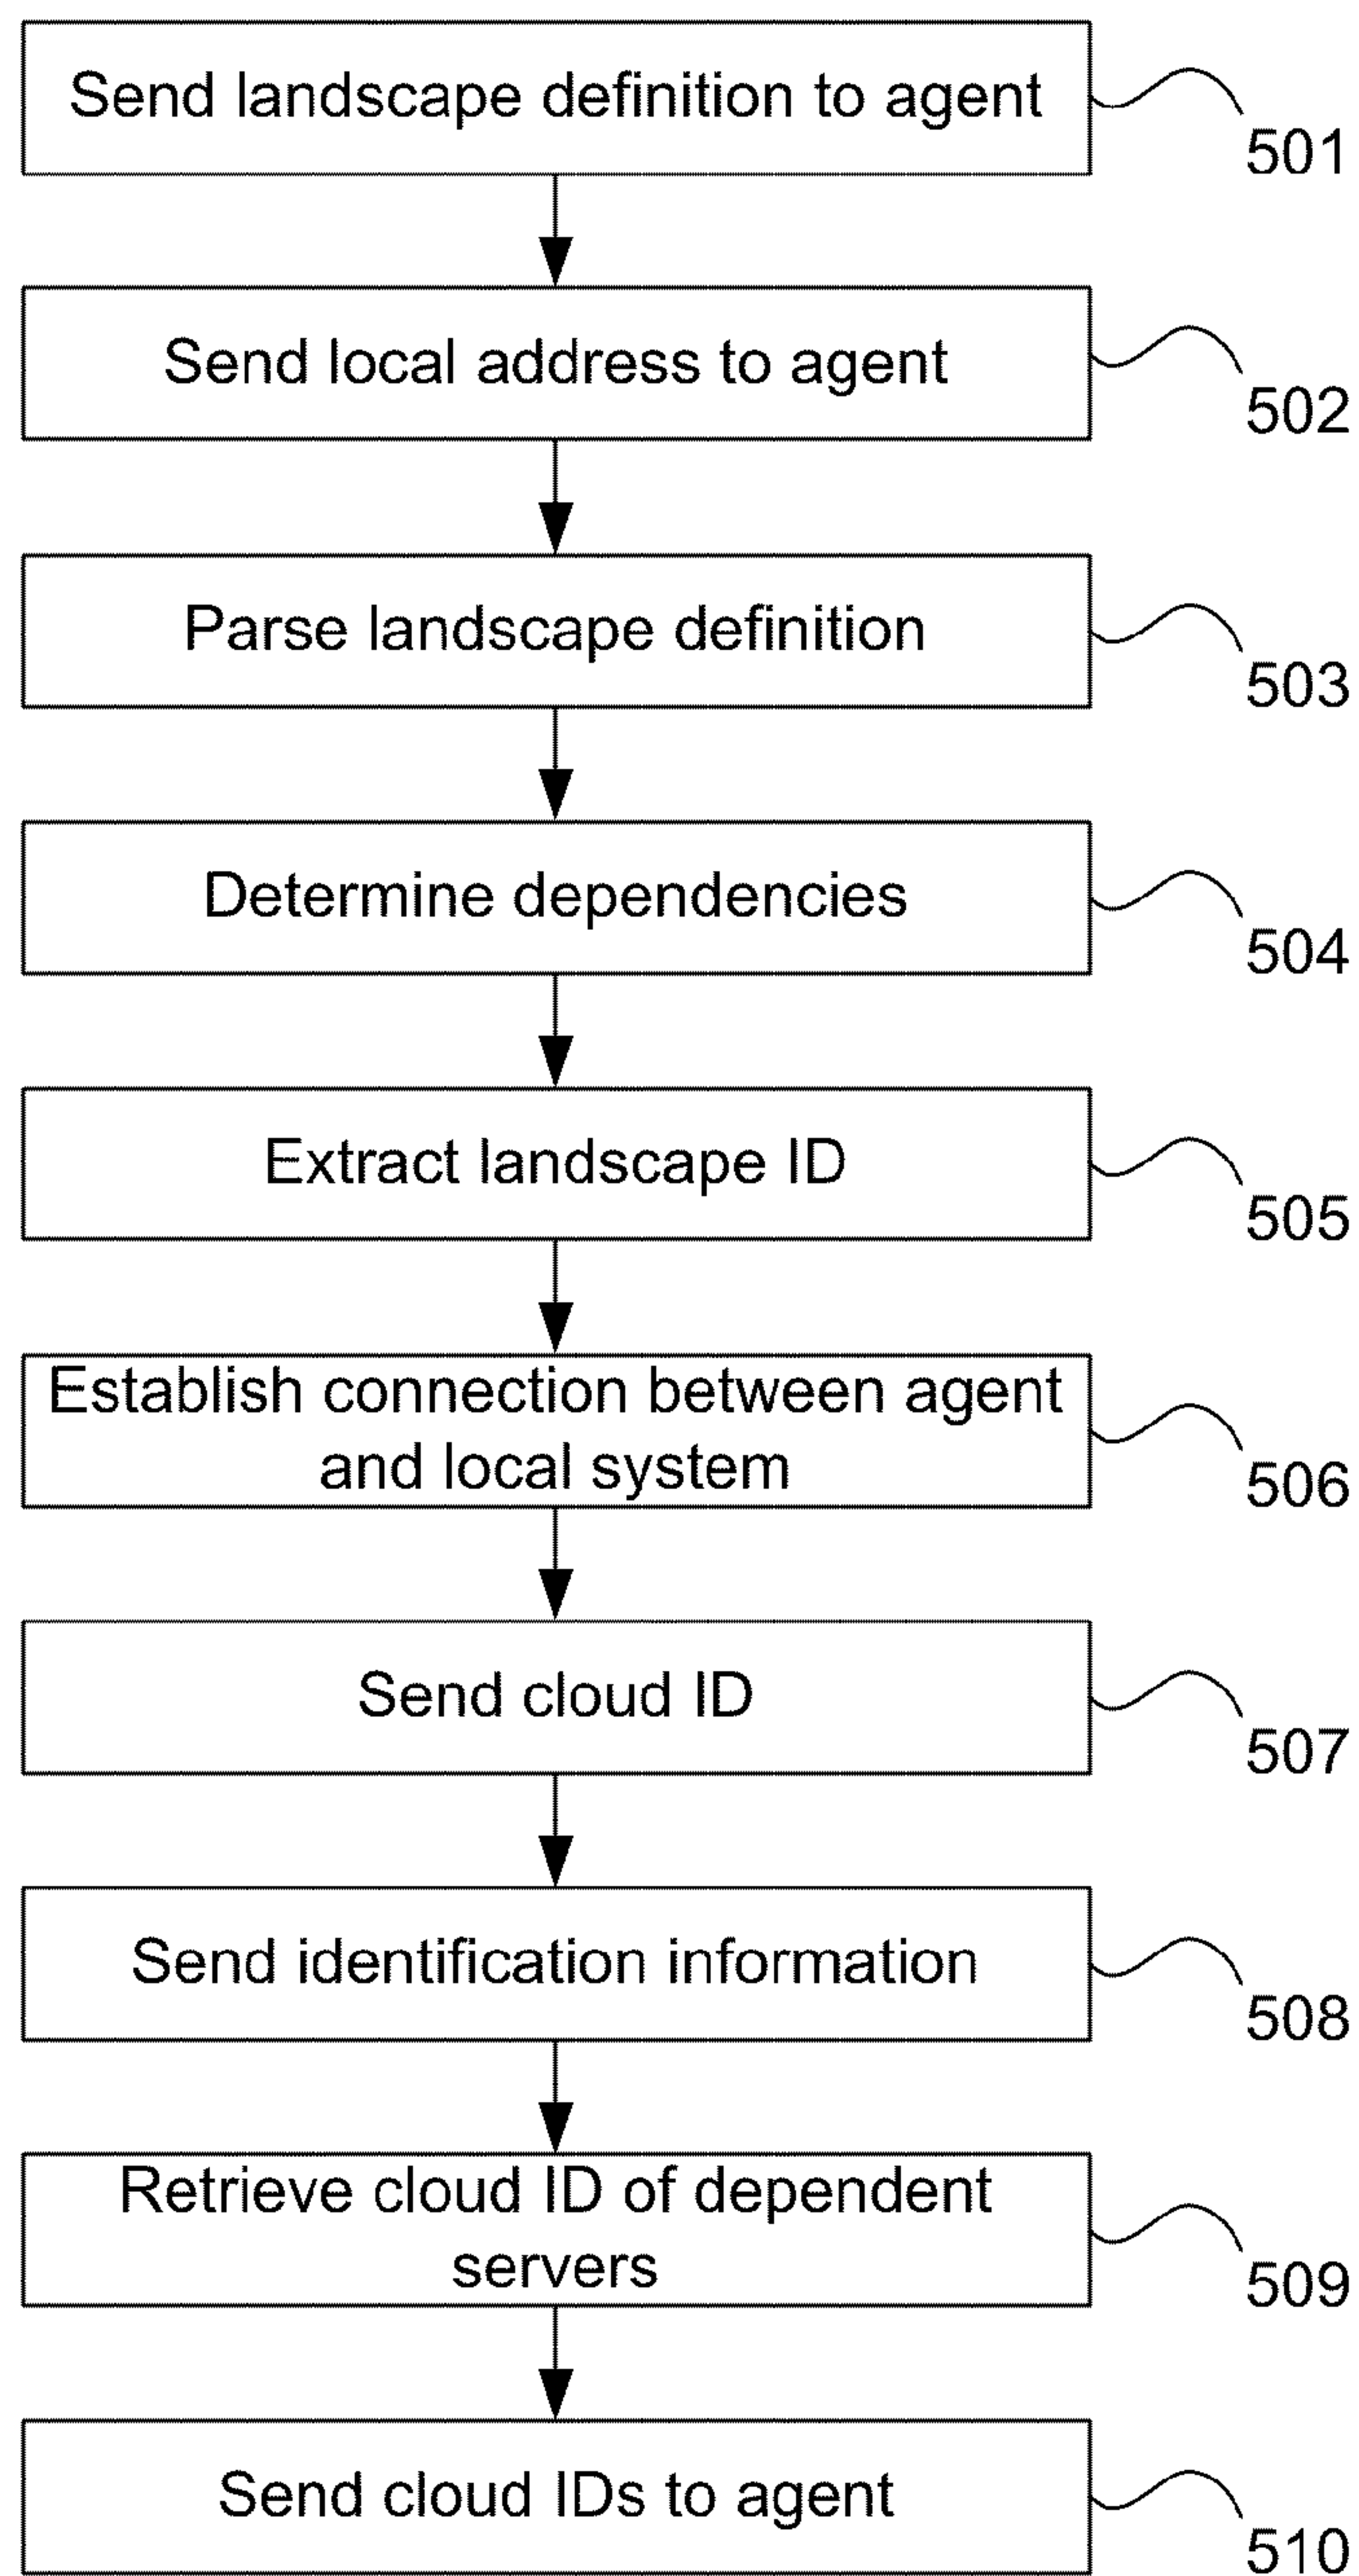 Send landscape definition to agent
501
Send local address to agent
502
Parse landscape definition
503
Determine dependencies
504
Extract landscape ID
505
Establish connection between agent
and local system
506
Send cloud ID
507
Send identification information
508
Retrieve cloud ID of dependent
servers
509
Send cloud IDs to agent
510